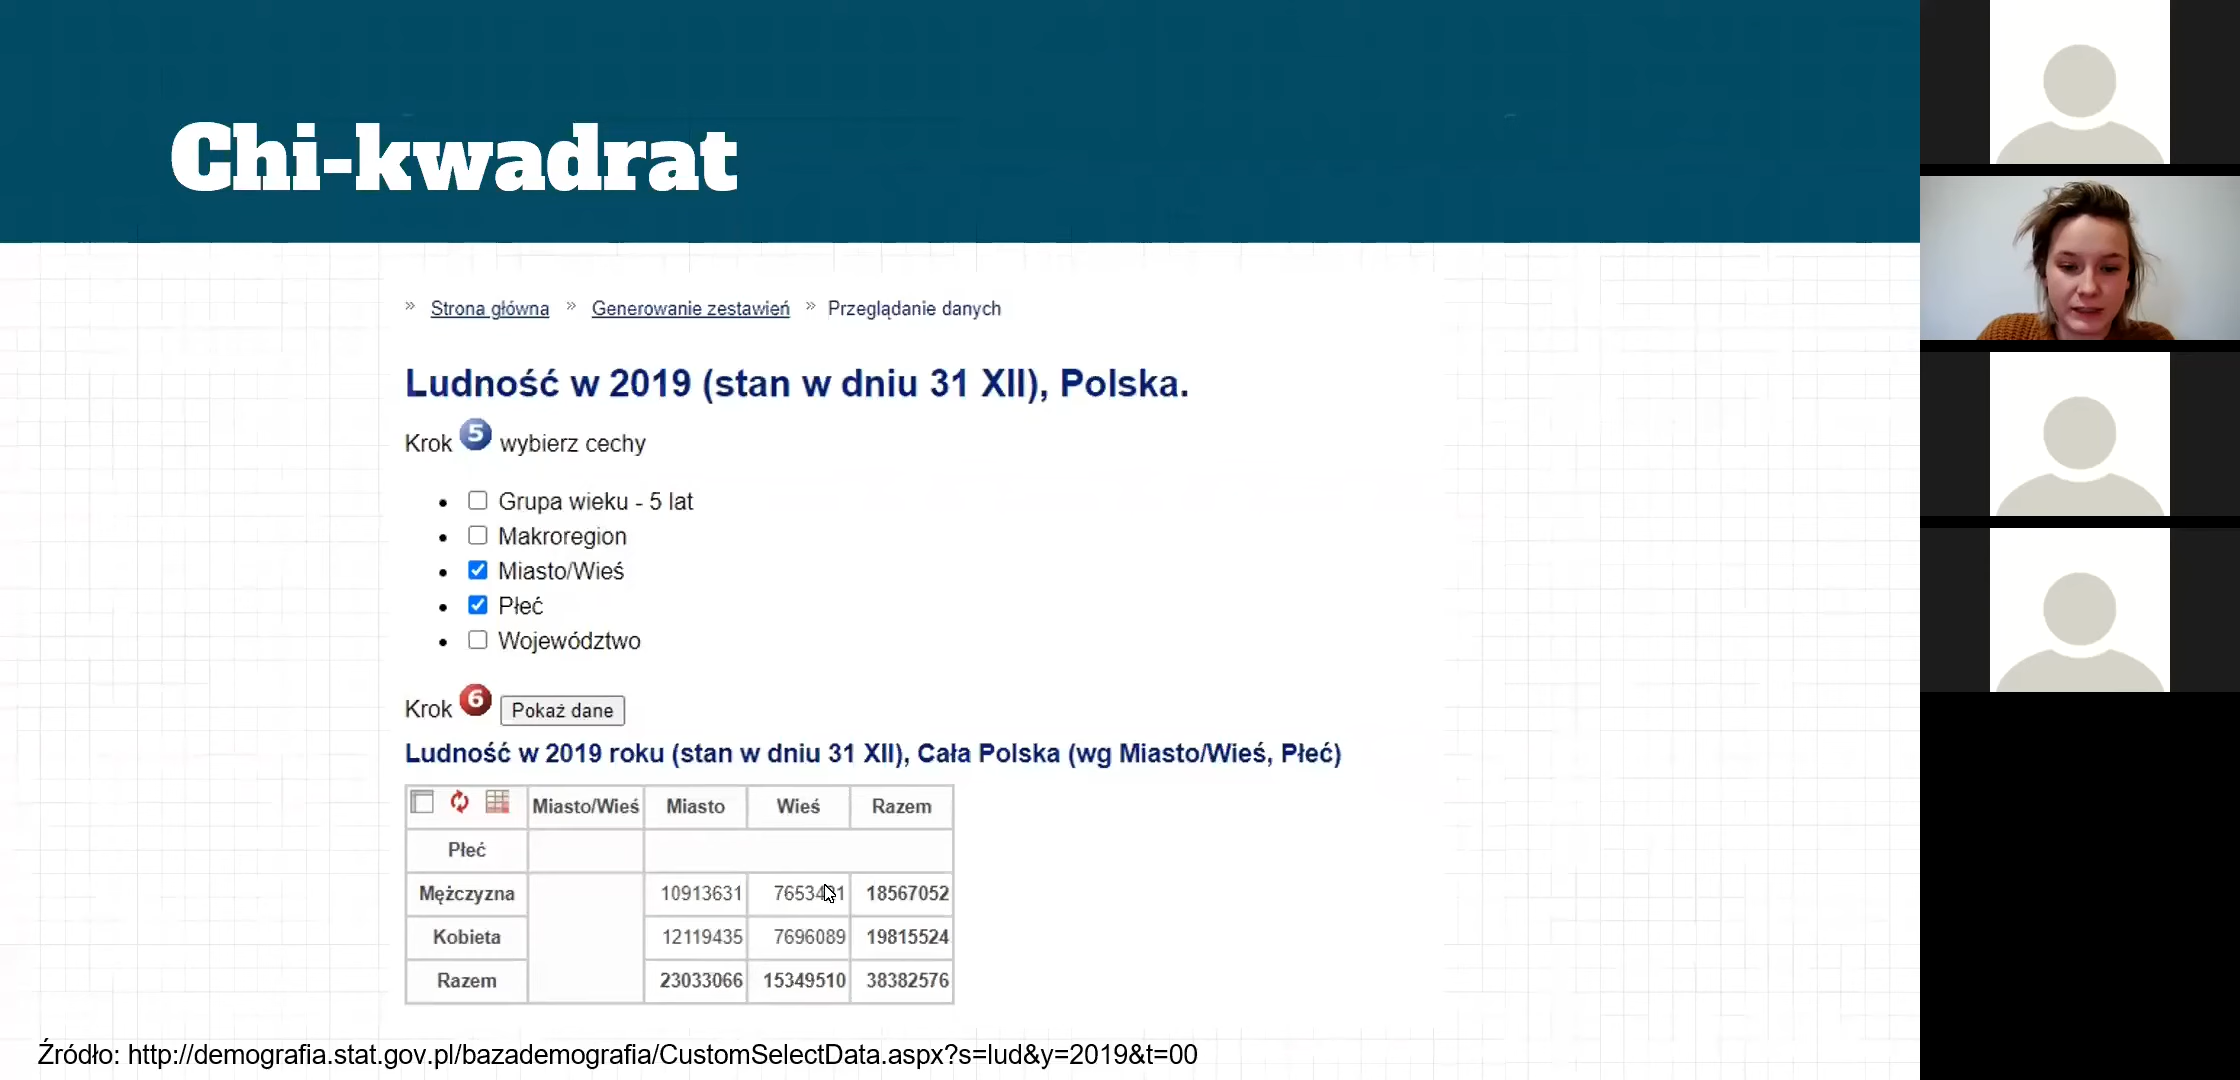 Chi-kwadrat
» Strona główna » Generowanie zestawień » Przeglądanie danych
Ludność w 2019 (stan w dniu 31 XII), Polska.
Krok 5 wybierz cechy
Grupa wieku - 5 lat
Makroregion
Miasto/Wieś
Płeć
Województwo
Krok 6 Pokaż dane
Ludność w 2019 roku (stan w dniu 31 XII), Cała Polska (wg Miasto/Wieś, Płeć)
Miasto/Wieś Miasto Wieś Razem
Płeć
Mężczyzna 10913631 18567052
Kobieta 12119435 7696089 19815524
Razem 23033066 15349510 38382576
Źródło: http://demografia.stat.gov.pl/bazademografia/CustomSelectData.aspx?s=lud&y=2019&t=00